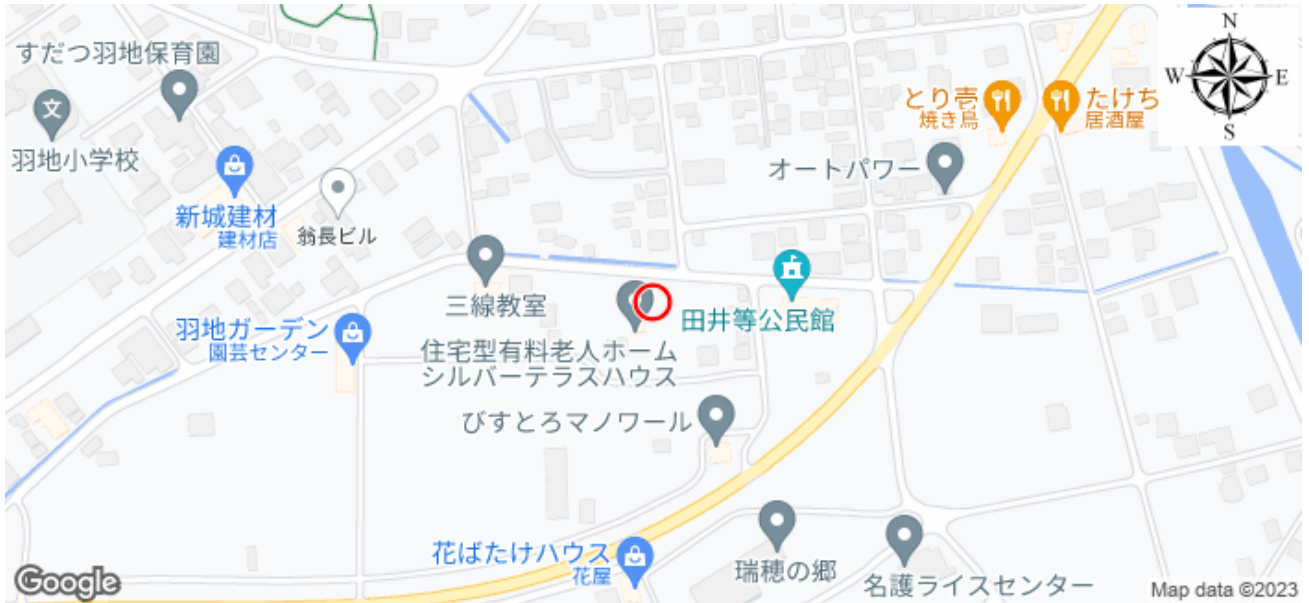 すだつ羽地保育園
文
羽地小学校
新城建材
建材店
翁長ビル
とり壱
焼き鳥
たけち
居酒屋
オートパワー
N
W
E
S
三線教室
羽地ガーデン
園芸センター
住宅型有料老人ホーム
シルバーテラスハウス
田井等公民館
びすとろマノワール
花ばたけハウス
花屋
瑞穂の郷
名護ライスセンター
Google
Map data ©2023